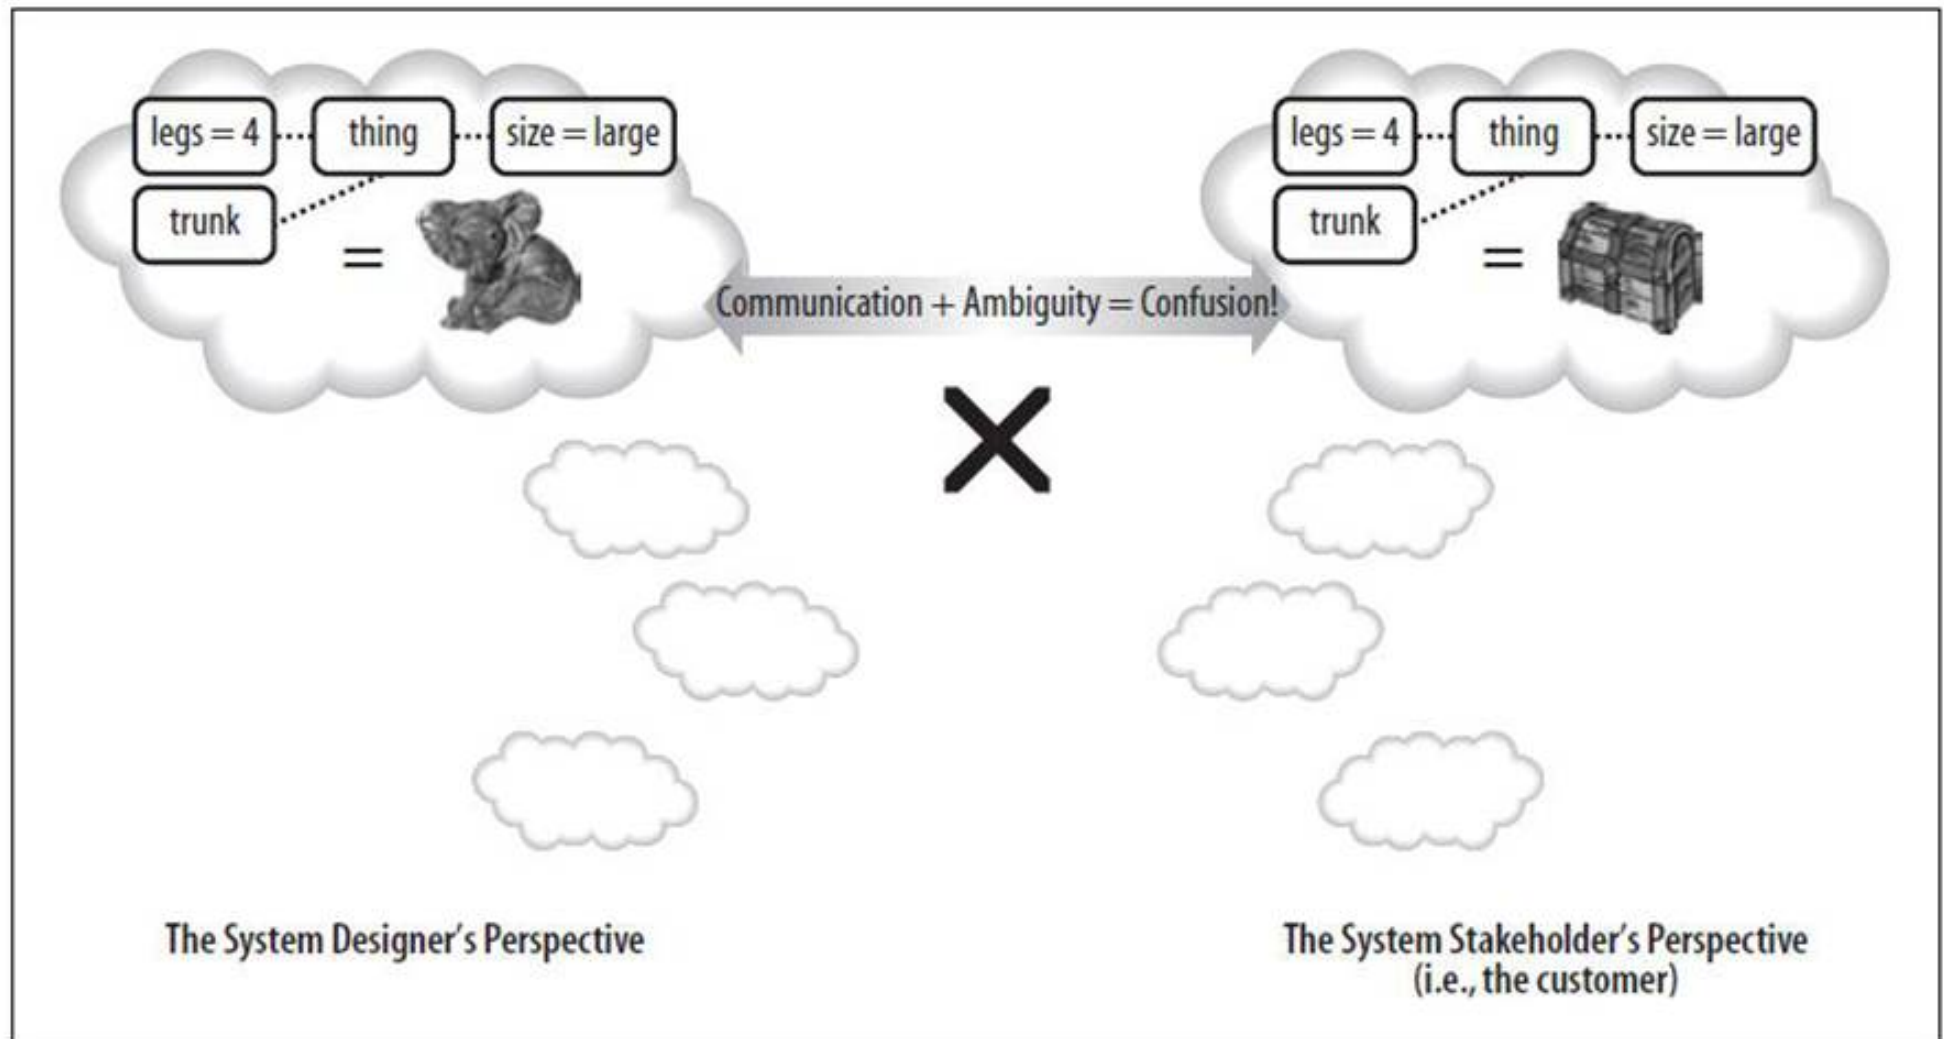 legs = 4
thing
size = large
trunk
=
legs = 4
thing
size = large
trunk
=
Communication + Ambiguity = Confusion!
The System Designer's Perspective
The System Stakeholder's Perspective
(i.e., the customer)